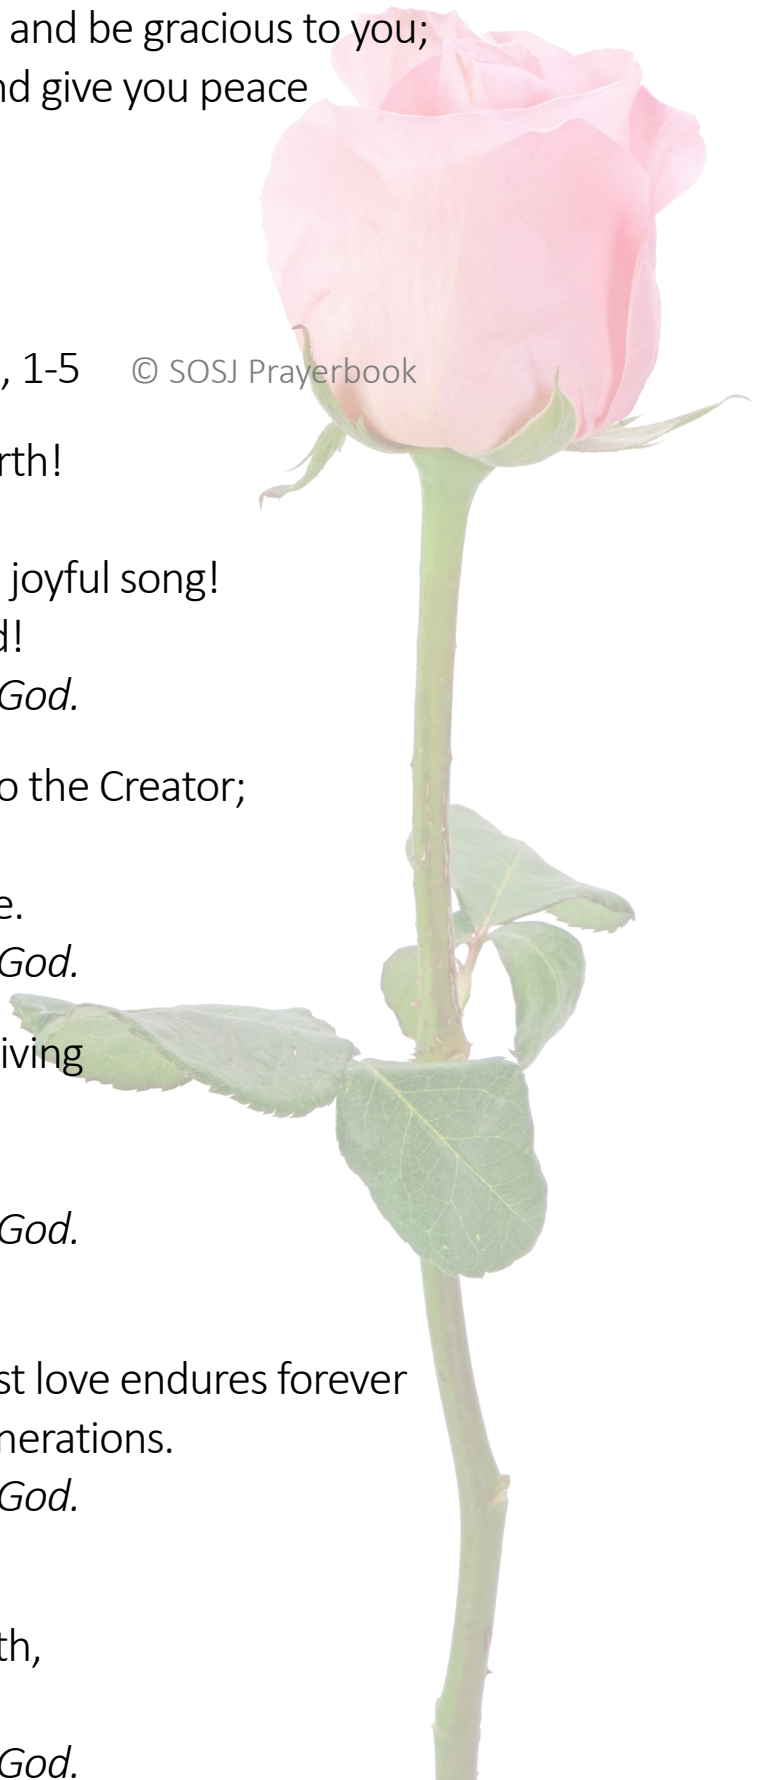 and be gracious to you;
nd give you peace
, 1-5 © SOSJ Prayerbook
rth!
joyful song!
d!
God.
o the Creator;
e.
God.
iving
God.
st love endures forever
nerations.
God.
th,
God.